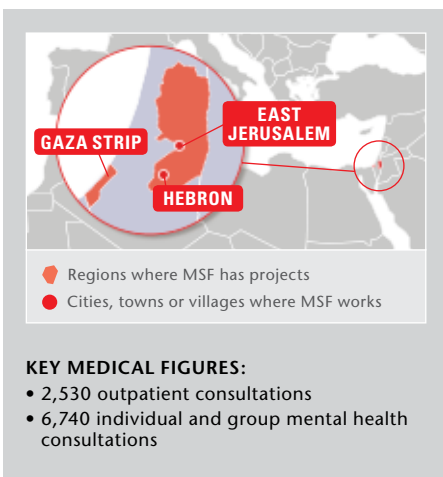 GAZA STRIP
EAST
JERUSALEM
HEBRON
Regions where MSF has projects
Cities, towns or villages where MSF works
KEY MEDICAL FIGURES:
• 2,530 outpatient consultations
• 6,740 individual and group mental health
consultations